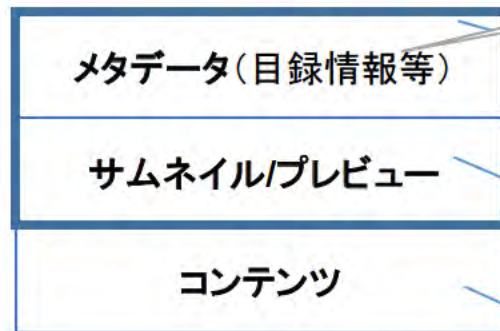 メタデータ（目録情報等）
サムネイル/プレビュー
コンテンツ